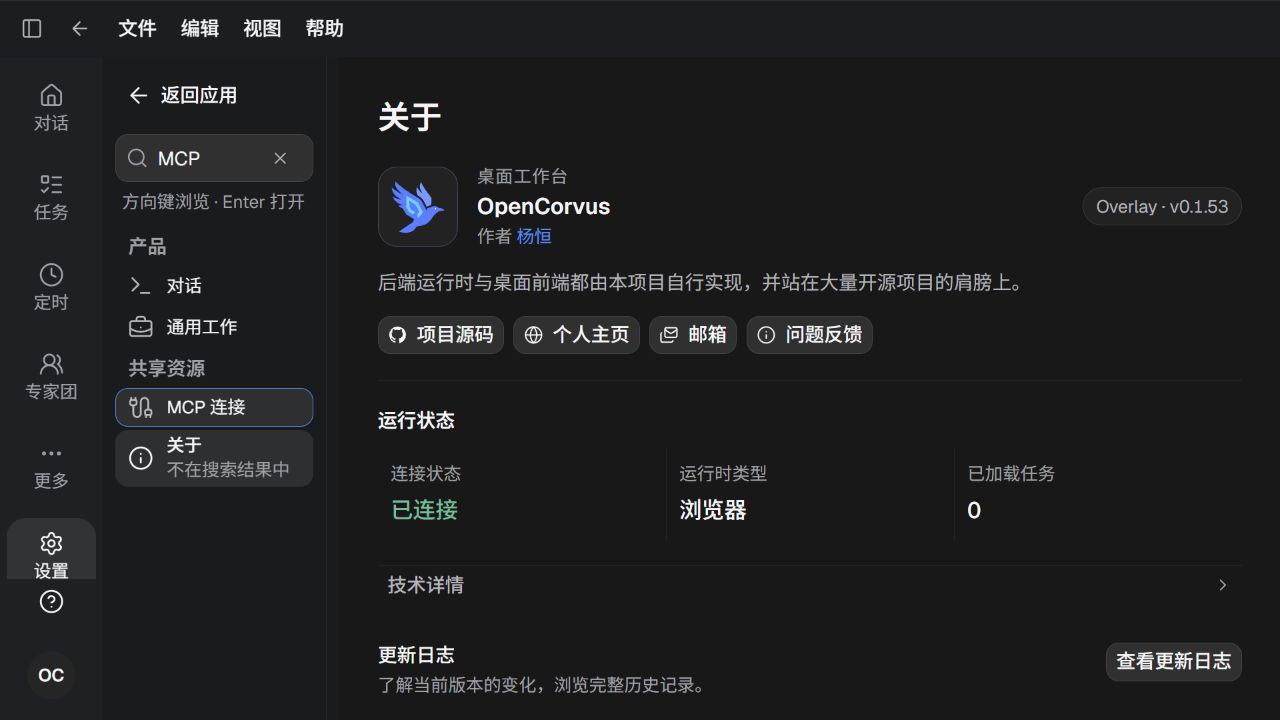 文件 编辑 视图 帮助
对话
任务
定时
专家团
更多
设置
OC
返回应用
MCP
方向键浏览 · Enter 打开
产品
对话
通用工作
共享资源
MCP 连接
关于
不在搜索结果中
关于
桌面工作台
OpenCorvus
作者 杨恒
Overlay · v0.1.53
后端运行时与桌面前端都由本项目自行实现，并站在大量开源项目的肩膀上。
项目源码 个人主页 邮箱 问题反馈
运行状态
连接状态
已连接
运行时类型
浏览器
已加载任务
0
技术详情
更新日志
了解当前版本的变化，浏览完整历史记录。
查看更新日志